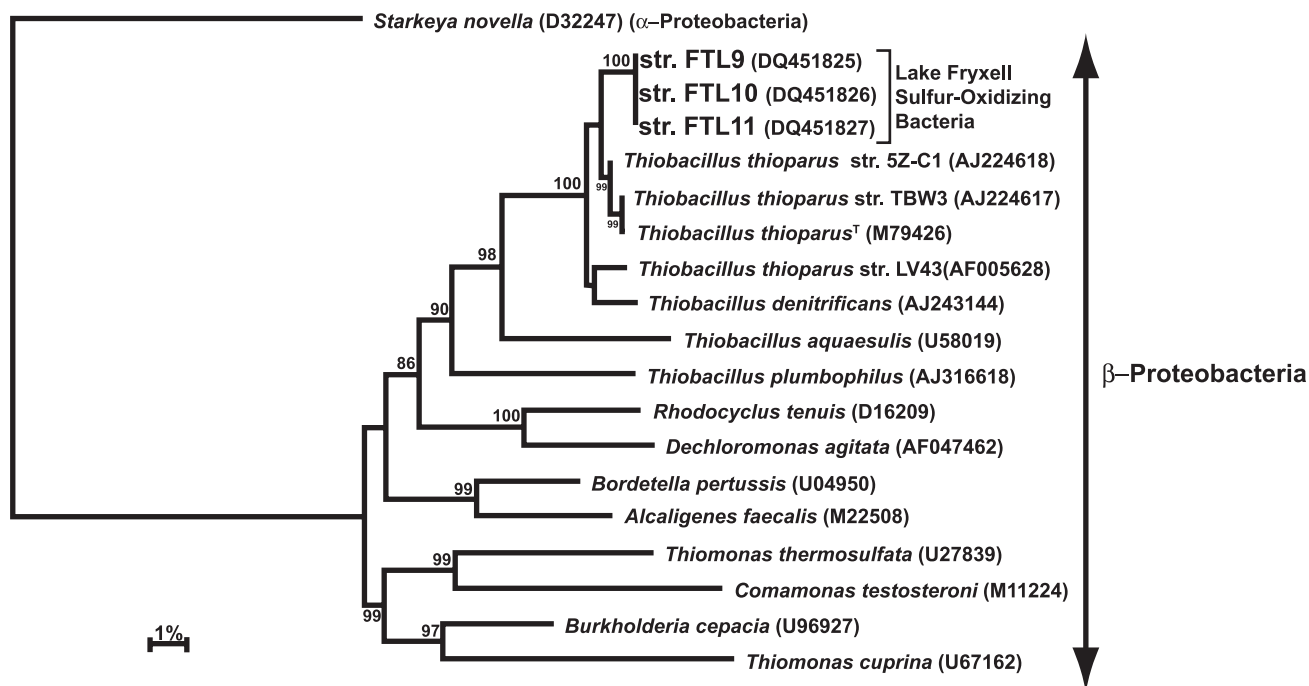 Starkeya novella (D32247) (α–Proteobacteria)
100
str. FTL9 (DQ451825)
str. FTL10 (DQ451826)
str. FTL11 (DQ451827)
Lake Fryxell
Sulfur-Oxidizing
Bacteria
Thiobacillus thioparus str. 5Z-C1 (AJ224618)
100
99
Thiobacillus thioparus str. TBW3 (AJ224617)
99
Thiobacillus thioparusᵀ (M79426)
98
Thiobacillus thioparus str. LV43(AF005628)
Thiobacillus denitrificans (AJ243144)
90
Thiobacillus aquaesulis (U58019)
86
Thiobacillus plumbophilus (AJ316618)
β–Proteobacteria
100
Rhodocyclus tenuis (D16209)
Dechloromonas agitata (AF047462)
99
Bordetella pertussis (U04950)
Alcaligenes faecalis (M22508)
99
Thiomonas thermosulfata (U27839)
Comamonas testosteroni (M11224)
99
97
Burkholderia cepacia (U96927)
1%
Thiomonas cuprina (U67162)